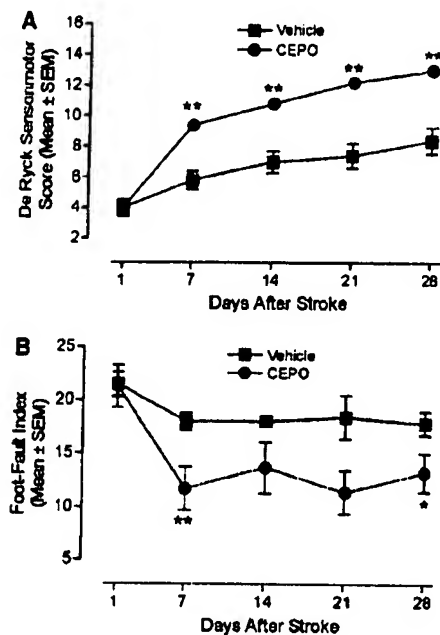 A
Vehicle
CEPO
De Ryck Sensorimotor
Score (Mean ± SEM)
16
14
12
10
8
6
4
2
**
**
**
**
1
7
14
21
28
Days After Stroke
B
Vehicle
CEPO
Foot-Fault Index
(Mean ± SEM)
25
20
15
10
5
**
*
1
7
14
21
28
Days After Stroke